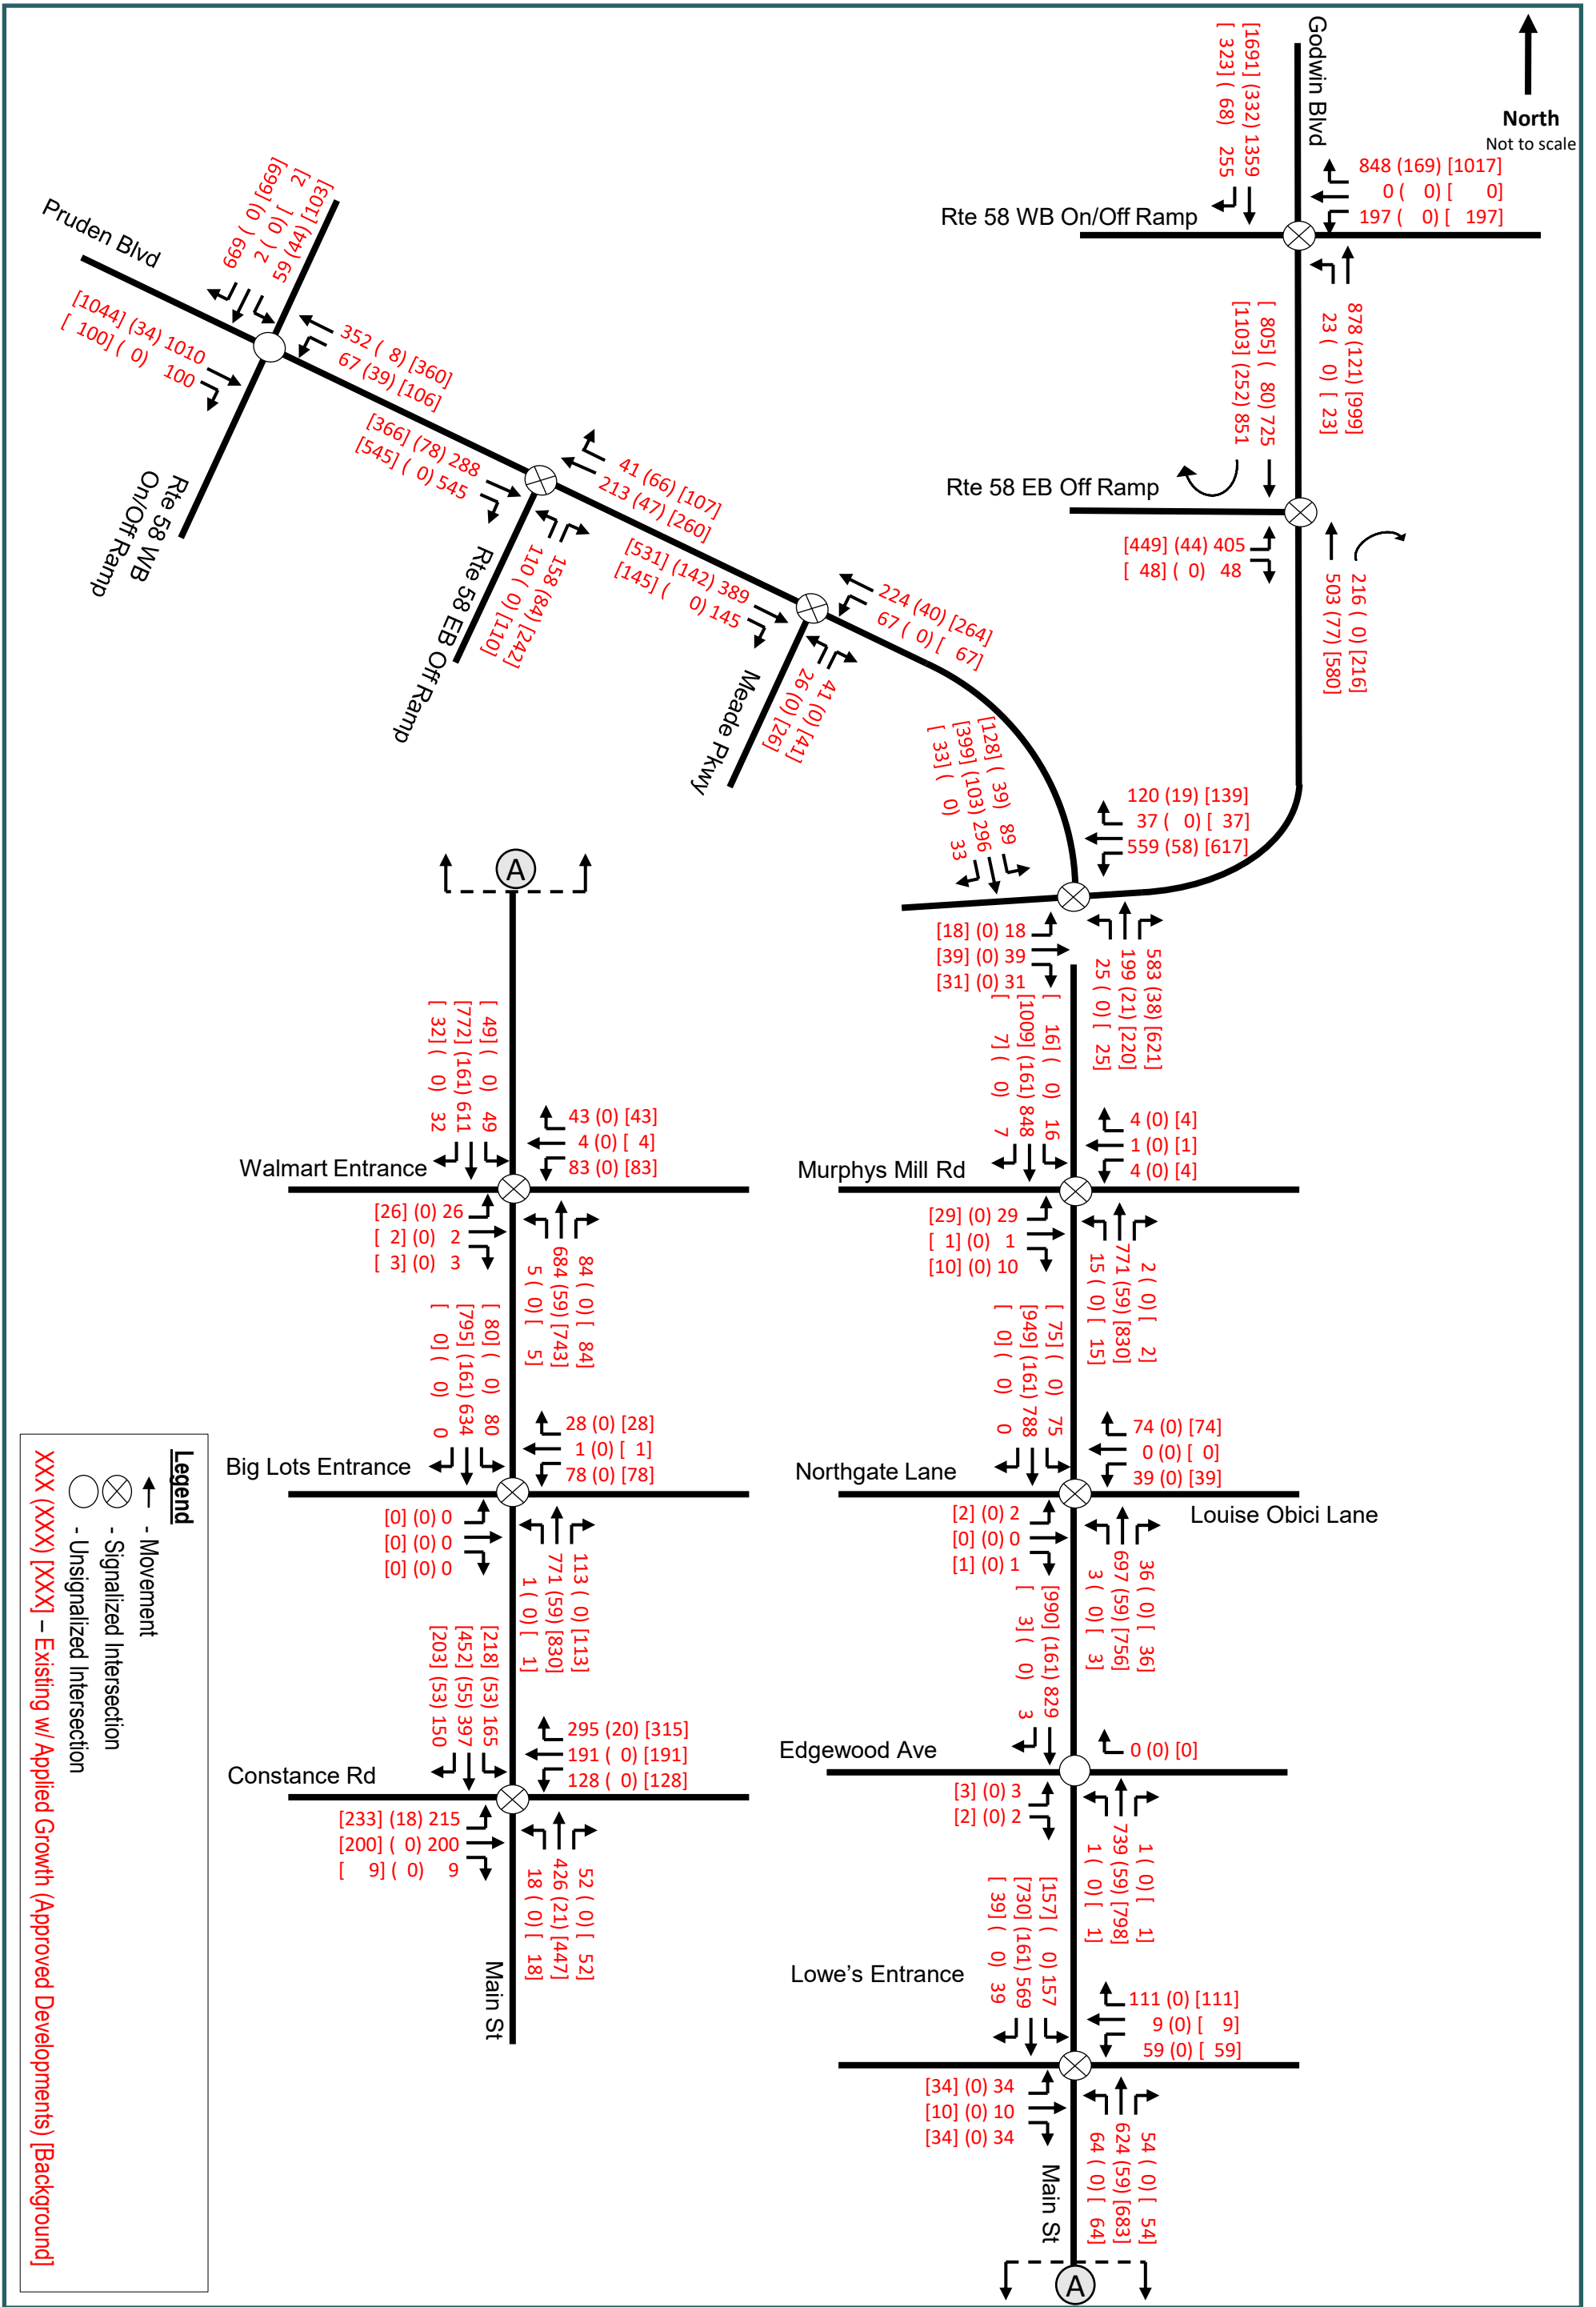 North
Not to scale
Godwin Blvd
[1691] (332) 1359
[ 323] ( 68) 255
848 (169) [1017]
0 ( 0) [ 0]
197 ( 0) [ 197]
Rte 58 WB On/Off Ramp
878 (121) [999]
23 ( 0) [ 23]
[ 805] ( 80) 725
[1103] (252) 851
Rte 58 EB Off Ramp
[449] (44) 405
[ 48] ( 0) 48
216 ( 0) [216]
503 (77) [580]
Pruden Blvd
669 ( 0) [669]
2 ( 0) [ 2]
59 (44) [103]
[1044] (34) 1010
[ 100] ( 0) 100
352 ( 8) [360]
67 (39) [106]
Rte 58 WB
On/Off Ramp
[366] (78) 288
[545] ( 0) 545
41 (66) [107]
213 (47) [260]
158 (84) [242]
110 ( 0) [110]
Rte 58 EB Off Ramp
[531] (142) 389
[145] ( 0) 145
224 (40) [264]
67 ( 0) [ 67]
41 (0) [41]
26 (0) [26]
Meade Pkwy
[128] ( 39) 89
[399] (103) 296
[ 33] ( 0) 33
120 (19) [139]
37 ( 0) [ 37]
559 (58) [617]
[18] (0) 18
[39] (0) 39
[31] (0) 31
583 (38) [621]
199 (21) [220]
25 ( 0) [ 25]
[ 16] ( 0) 16
[1009] (161) 848
[ 7] ( 0) 7
4 (0) [4]
1 (0) [1]
4 (0) [4]
Murphys Mill Rd
[29] (0) 29
[ 1] (0) 1
[10] (0) 10
2 ( 0) [ 2]
771 (59) [830]
15 ( 0) [ 15]
[ 75] ( 0) 75
[949] (161) 788
[ 0] ( 0) 0
74 (0) [74]
0 (0) [ 0]
39 (0) [39]
Northgate Lane
Louise Obici Lane
[2] (0) 2
[0] (0) 0
[1] (0) 1
36 ( 0) [ 36]
697 (59) [756]
3 ( 0) [ 3]
[990] (161) 829
[ 3] ( 0) 3
0 (0) [0]
Edgewood Ave
[3] (0) 3
[2] (0) 2
1 ( 0) [ 1]
739 (59) [798]
1 ( 0) [ 1]
[157] ( 0) 157
[730] (161) 569
[ 39] ( 0) 39
Lowe's Entrance
111 (0) [111]
9 (0) [ 9]
59 (0) [ 59]
[34] (0) 34
[10] (0) 10
[34] (0) 34
54 ( 0) [ 54]
624 (59) [683]
64 ( 0) [ 64]
Main St
A
A
[ 49] ( 0) 49
[772] (161) 611
[ 32] ( 0) 32
43 (0) [43]
4 (0) [ 4]
83 (0) [83]
Walmart Entrance
[26] (0) 26
[ 2] (0) 2
[ 3] (0) 3
84 ( 0) [ 84]
684 (59) [743]
5 ( 0) [ 5]
[ 80] ( 0) 80
[795] (161) 634
[ 0] ( 0) 0
28 (0) [28]
1 (0) [ 1]
78 (0) [78]
Big Lots Entrance
[0] (0) 0
[0] (0) 0
[0] (0) 0
113 ( 0) [113]
771 (59) [830]
1 ( 0) [ 1]
[218] (53) 165
[452] (55) 397
[203] (53) 150
295 (20) [315]
191 ( 0) [191]
128 ( 0) [128]
Constance Rd
[233] (18) 215
[200] ( 0) 200
[ 9] ( 0) 9
52 ( 0) [ 52]
426 (21) [447]
18 ( 0) [ 18]
Main St
Legend
- Movement
- Signalized Intersection
- Unsignalized Intersection
XXX (XXX) [XXX] – Existing w/ Applied Growth (Approved Developments) [Background]